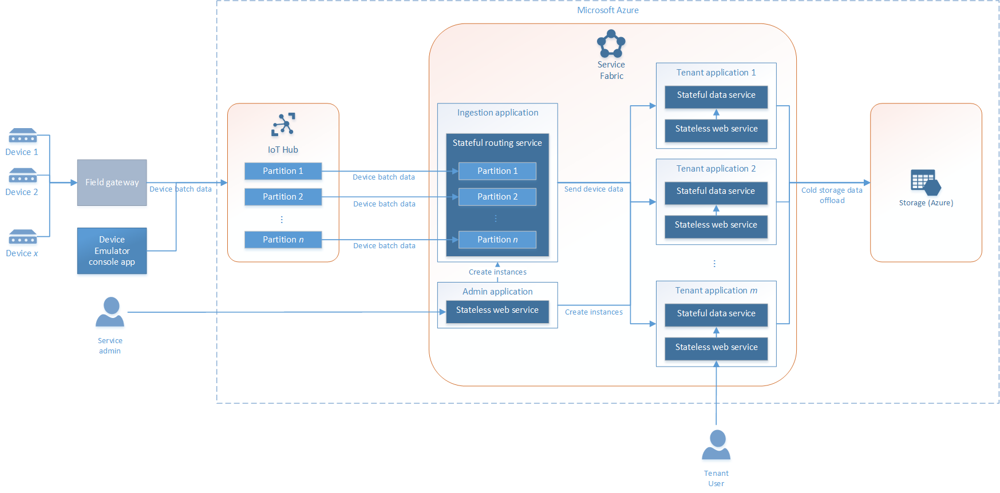 Microsoft Azure
Service
Fabric
Device 1
Device 2
Device x
Field gateway
Device
Emulator
console app
Device batch data
IoT Hub
Partition 1
Partition 2
⋮
Partition n
Device batch data
Device batch data
Device batch data
Ingestion application
Stateful routing service
Partition 1
Partition 2
⋮
Partition n
Create instances
Admin application
Stateless web service
Service
admin
Send device data
Create instances
Tenant application 1
Stateful data service
Stateless web service
Tenant application 2
Stateful data service
Stateless web service
⋮
Tenant application m
Stateful data service
Stateless web service
Cold storage data
offload
Storage (Azure)
Tenant
User